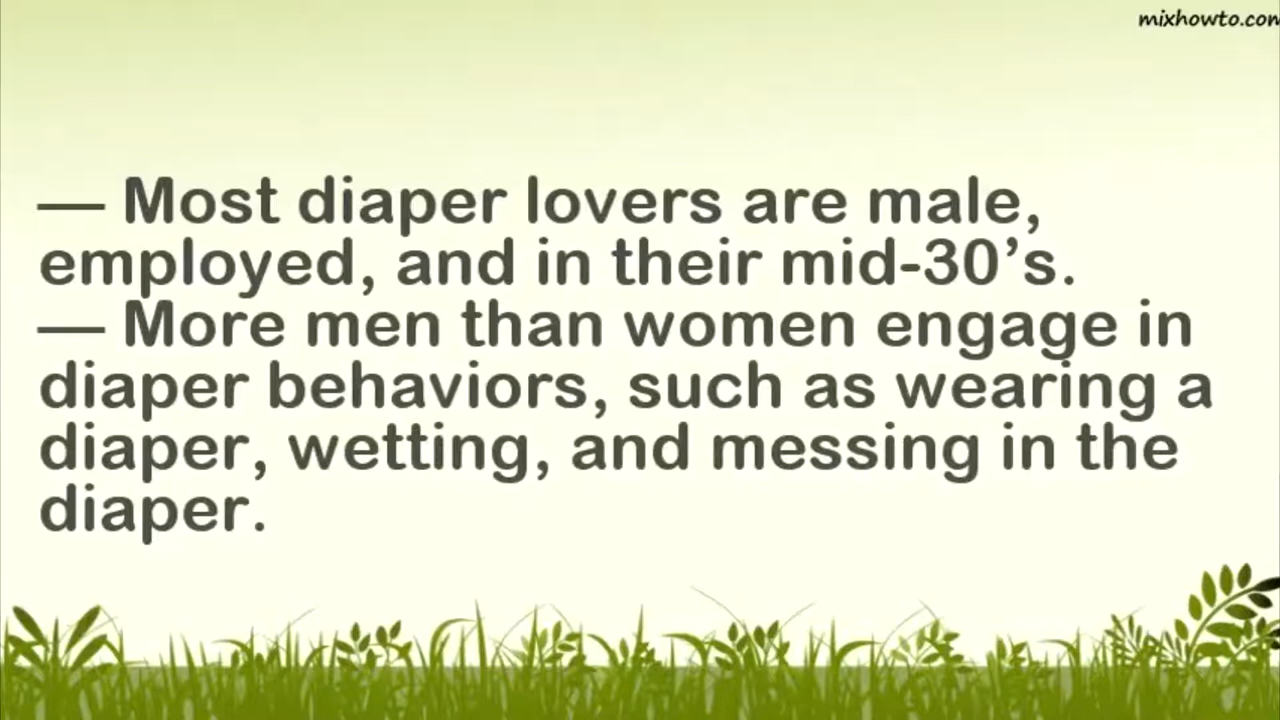 mixhowto.com
— Most diaper lovers are male,
employed, and in their mid-30’s.
— More men than women engage in
diaper behaviors, such as wearing a
diaper, wetting, and messing in the
diaper.